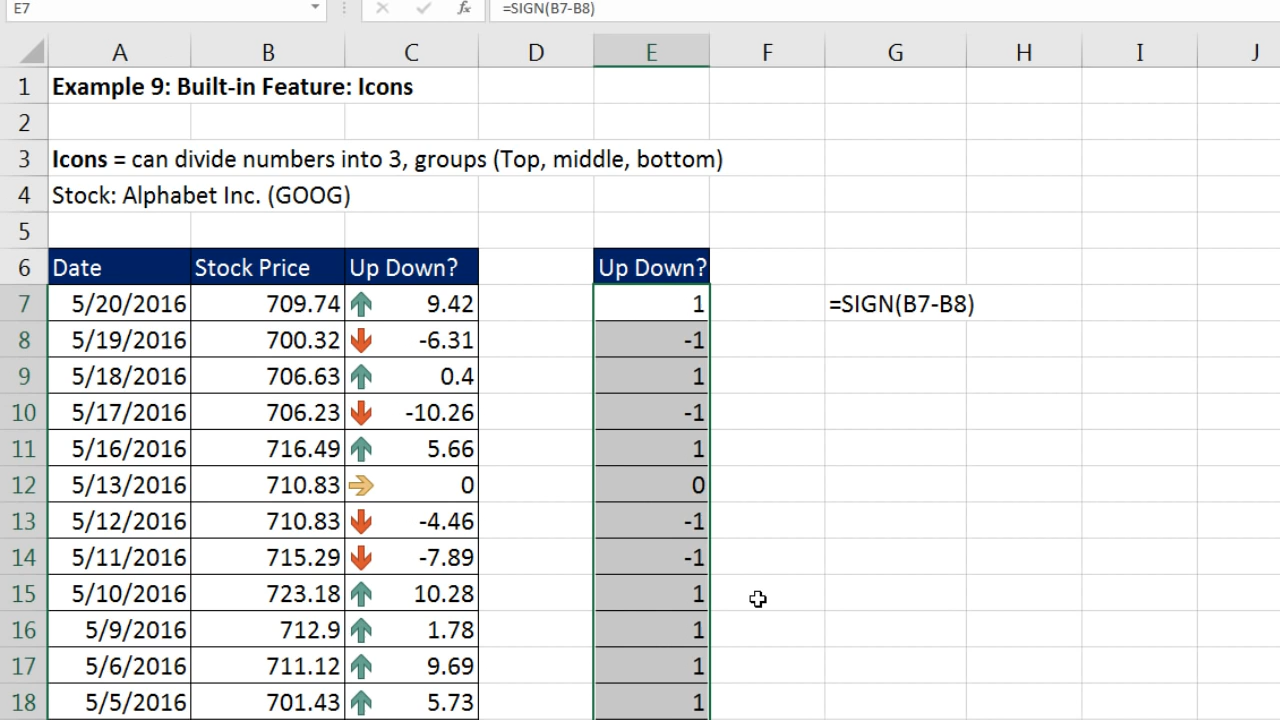 E7 fx =SIGN(B7-B8)
A B C D E F G H I J
1 Example 9: Built-in Feature: Icons
2
3 Icons = can divide numbers into 3, groups (Top, middle, bottom)
4 Stock: Alphabet Inc. (GOOG)
5
6 Date Stock Price Up Down? Up Down?
7 5/20/2016 709.74 9.42 1 =SIGN(B7-B8)
8 5/19/2016 700.32 -6.31 -1
9 5/18/2016 706.63 0.4 1
10 5/17/2016 706.23 -10.26 -1
11 5/16/2016 716.49 5.66 1
12 5/13/2016 710.83 0 0
13 5/12/2016 710.83 -4.46 -1
14 5/11/2016 715.29 -7.89 -1
15 5/10/2016 723.18 10.28 1
16 5/9/2016 712.9 1.78 1
17 5/6/2016 711.12 9.69 1
18 5/5/2016 701.43 5.73 1